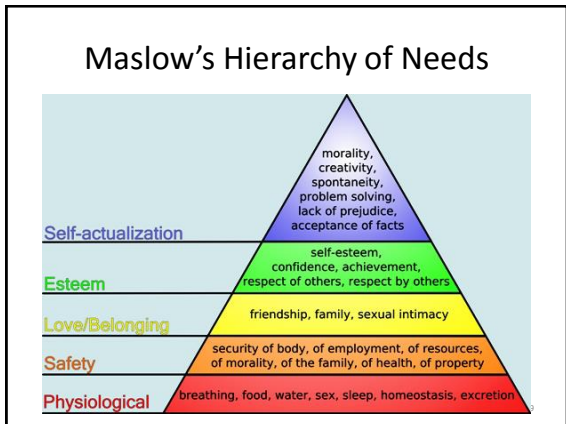 Maslow’s Hierarchy of Needs
morality,
creativity,
spontaneity,
problem solving,
lack of prejudice,
acceptance of facts
Self-actualization
self-esteem,
confidence, achievement,
respect of others, respect by others
Esteem
friendship, family, sexual intimacy
Love/Belonging
security of body, of employment, of resources,
of morality, of the family, of health, of property
Safety
breathing, food, water, sex, sleep, homeostasis, excretion
Physiological